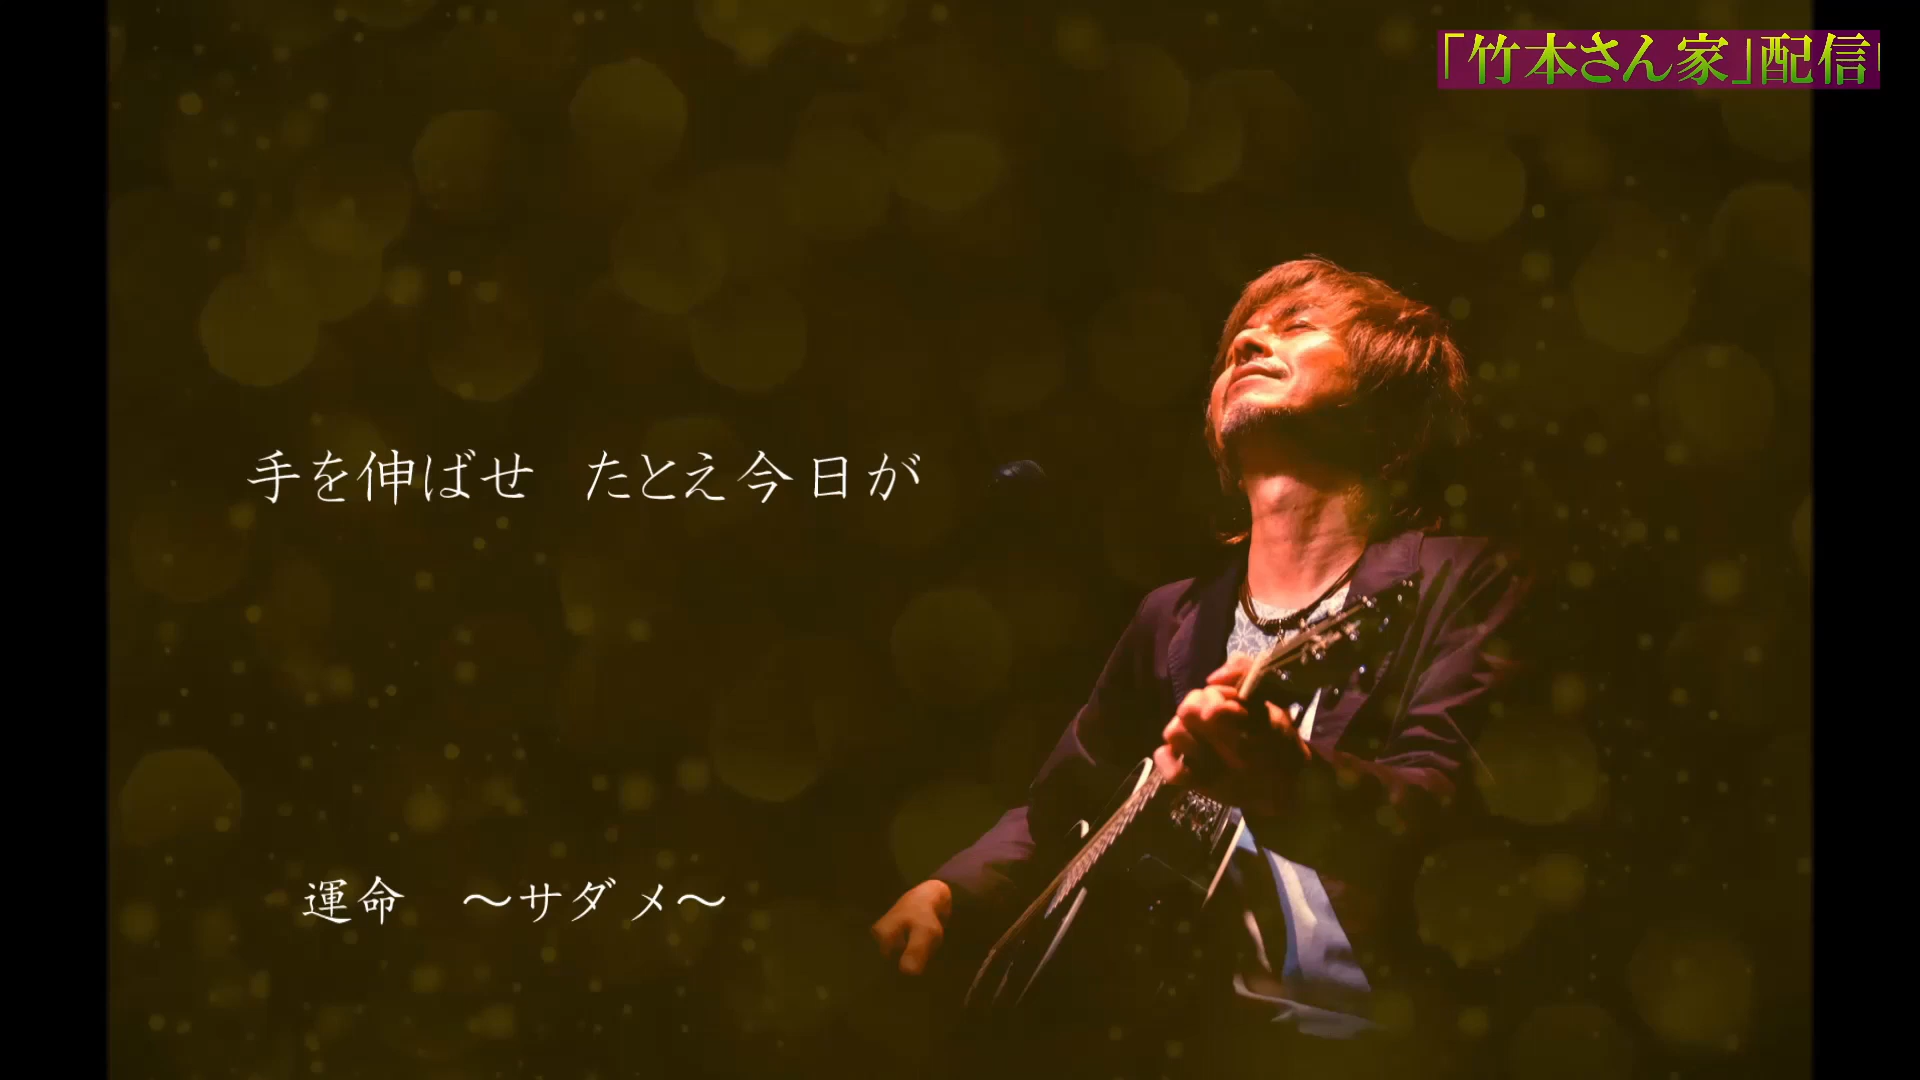 「竹本さん家」配信
手を伸ばせ　たとえ今日が
運命　～サダメ～